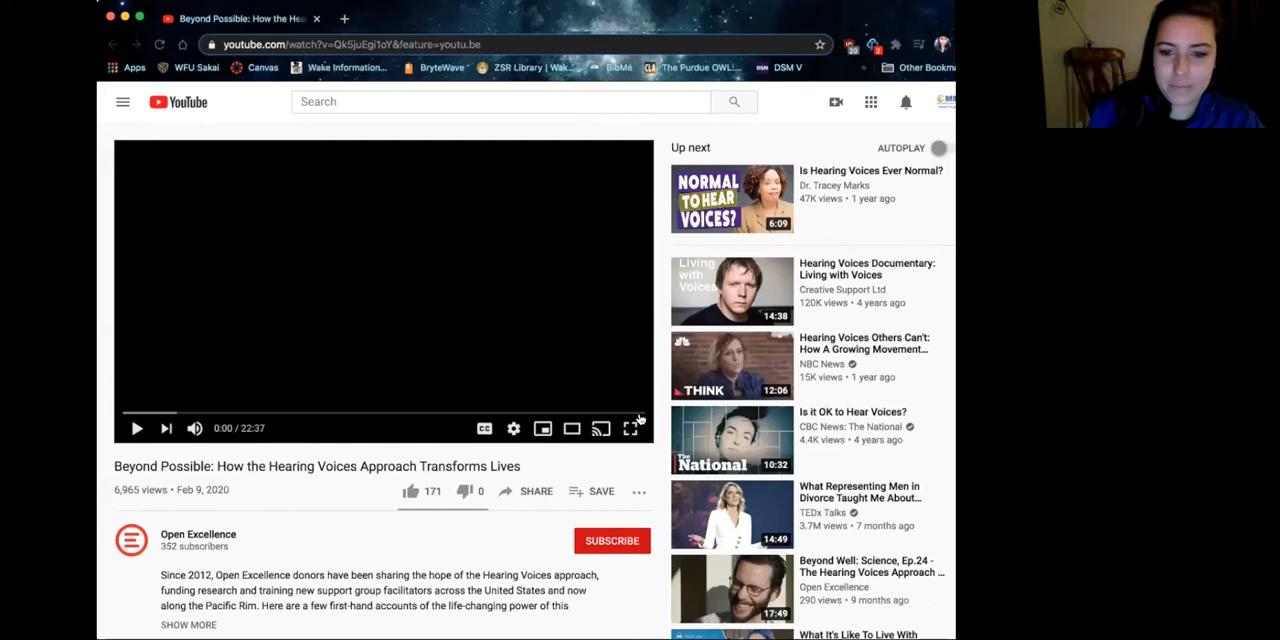 Beyond Possible: How the Hea
youtube.com/watch?v=Qk5juEgi1oY&feature=youtu.be
20
2
Apps
WFU Sakai
Canvas
Wake Information...
BryteWave
ZSR Library | Wak...
BibMe
The Purdue OWL:...
DSM V
Other Bookma
YouTube
Search
Up next
AUTOPLAY
NORMAL
TO HEAR
VOICES?
6:09
Is Hearing Voices Ever Normal?
Dr. Tracey Marks
47K views • 1 year ago
Living
with
Voices
14:38
Hearing Voices Documentary:
Living with Voices
Creative Support Ltd
120K views • 4 years ago
THINK
12:06
Hearing Voices Others Can't:
How A Growing Movement...
NBC News
15K views • 1 year ago
The
National
10:32
Is it OK to Hear Voices?
CBC News: The National
4.4K views • 4 years ago
14:49
What Representing Men in
Divorce Taught Me About...
TEDx Talks
3.7M views • 7 months ago
17:49
Beyond Well: Science, Ep.24 -
The Hearing Voices Approach ...
Open Excellence
290 views • 9 months ago
What It's Like To Live With
0:00 / 22:37
CC
Beyond Possible: How the Hearing Voices Approach Transforms Lives
6,965 views • Feb 9, 2020
171
0
SHARE
SAVE
Open Excellence
352 subscribers
SUBSCRIBE
Since 2012, Open Excellence donors have been sharing the hope of the Hearing Voices approach,
funding research and training new support group facilitators across the United States and now
along the Pacific Rim. Here are a few first-hand accounts of the life-changing power of this
SHOW MORE